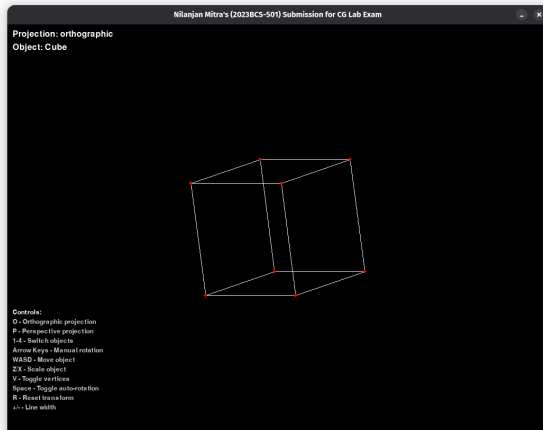 Nilanjan Mitra's (2023BCS-501) Submission for CG Lab Exam
Projection: orthographic
Object: Cube
Controls:
O - Orthographic projection
P - Perspective projection
1-4 - Switch objects
Arrow Keys - Manual rotation
WASD - Move object
Z/X - Scale object
V - Toggle vertices
Space - Toggle auto-rotation
R - Reset transform
+/- - Line width